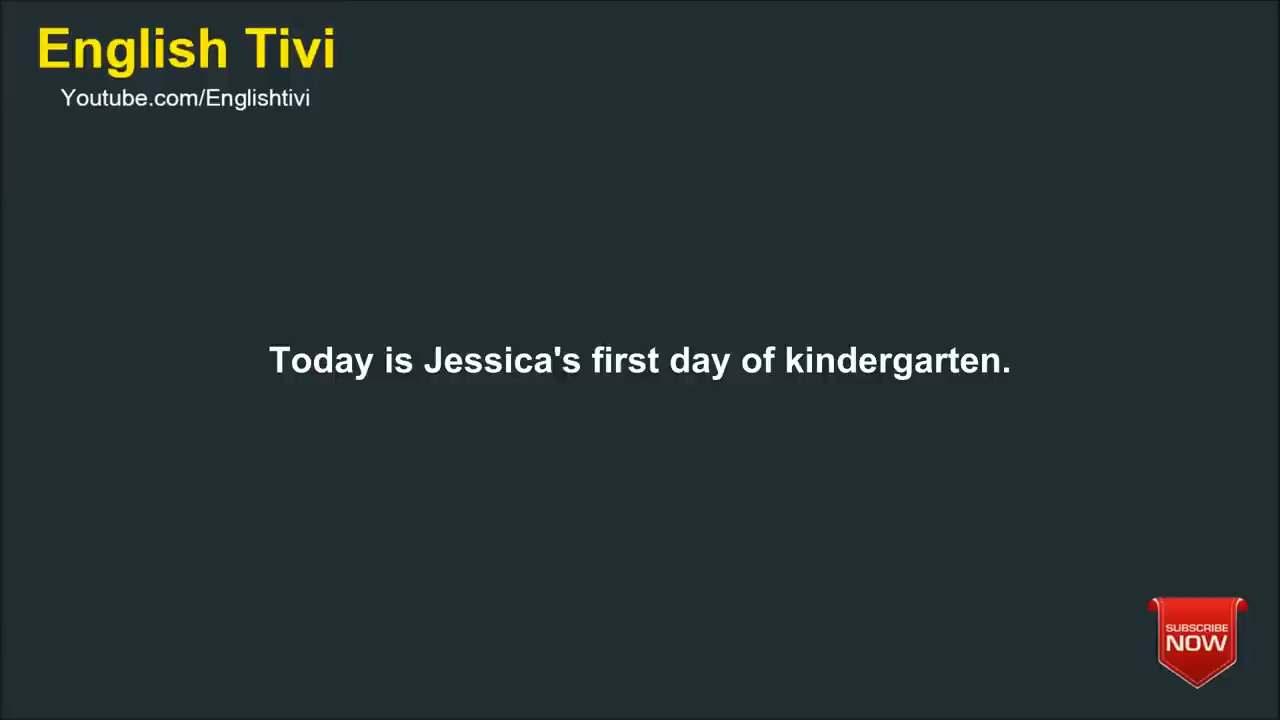 English Tivi
Youtube.com/Englishtivi
Today is Jessica's first day of kindergarten.
SUBSCRIBE
NOW